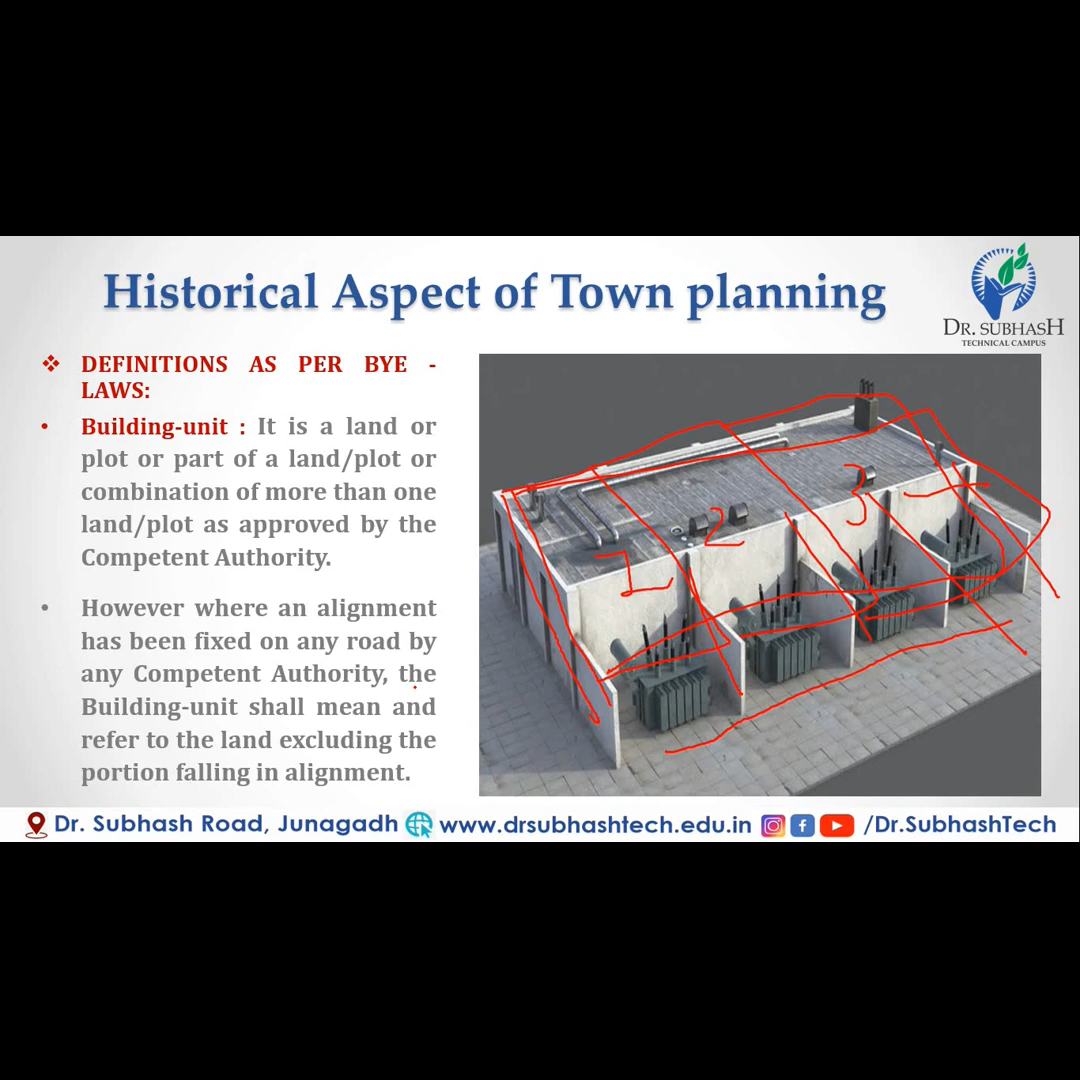 Historical Aspect of Town planning
DR. SUBHASH
TECHNICAL CAMPUS
❖ DEFINITIONS AS PER BYE -
LAWS:
• Building-unit : It is a land or
plot or part of a land/plot or
combination of more than one
land/plot as approved by the
Competent Authority.
• However where an alignment
has been fixed on any road by
any Competent Authority, the
Building-unit shall mean and
refer to the land excluding the
portion falling in alignment.
1 2 3
Dr. Subhash Road, Junagadh www.drsubhashtech.edu.in /Dr.SubhashTech